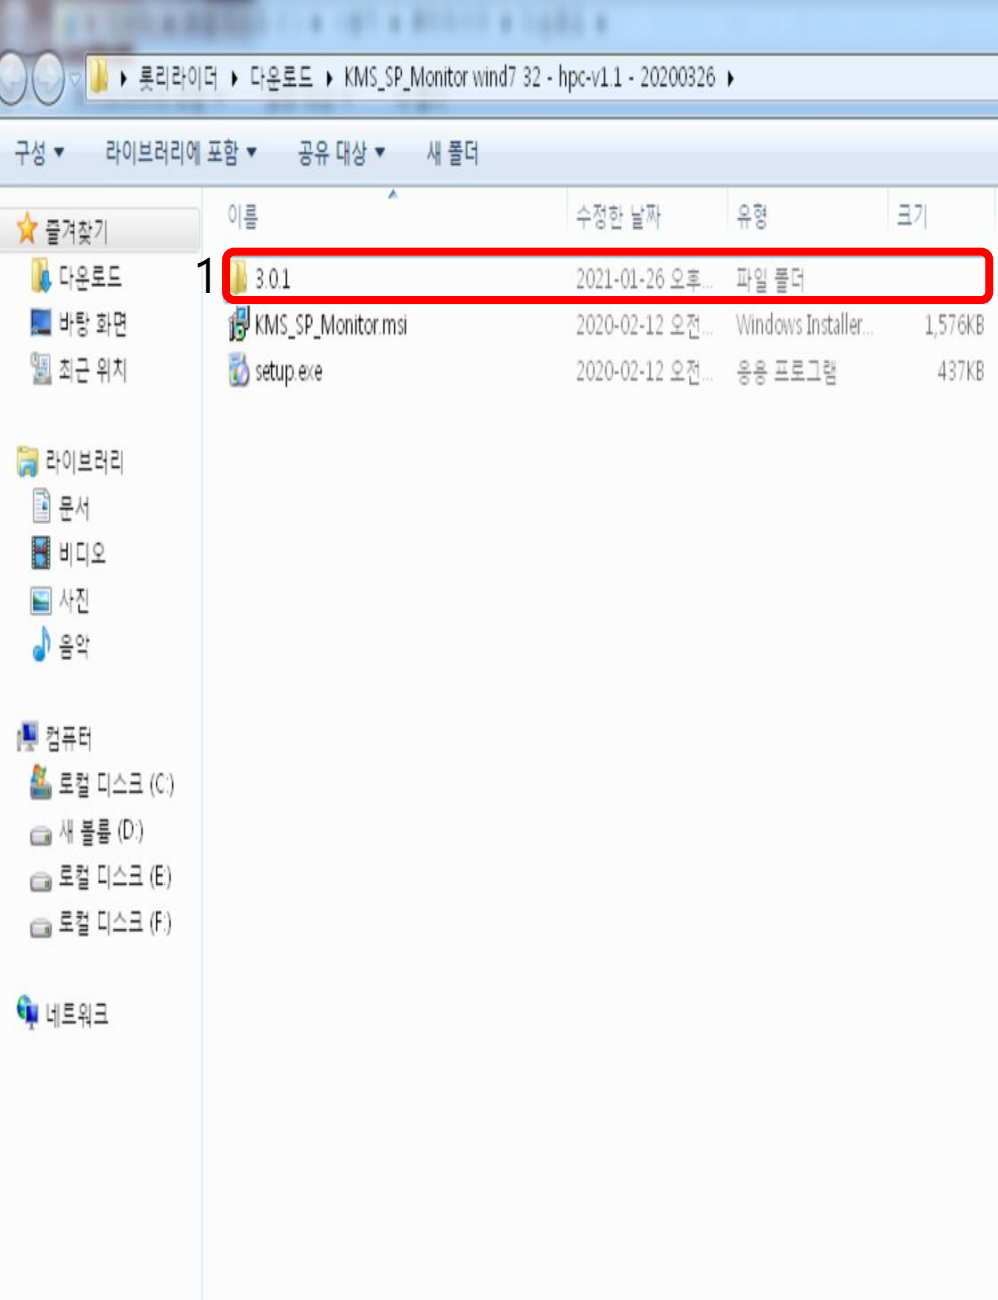 롯리라이더 ▸ 다운로드 ▸ KMS_SP_Monitor wind7 32 - hpc-v1.1 - 20200326 ▸
구성 ▼ 라이브러리에 포함 ▼ 공유 대상 ▼ 새 폴더
이름 수정한 날짜 유형 크기
즐겨찾기
다운로드
바탕 화면
최근 위치
라이브러리
문서
비디오
사진
음악
컴퓨터
로컬 디스크 (C:)
새 볼륨 (D:)
로컬 디스크 (E:)
로컬 디스크 (F:)
네트워크
1 3.0.1 2021-01-26 오후... 파일 폴더
KMS_SP_Monitor.msi 2020-02-12 오전... Windows Installer... 1,576KB
setup.exe 2020-02-12 오전... 응용 프로그램 437KB